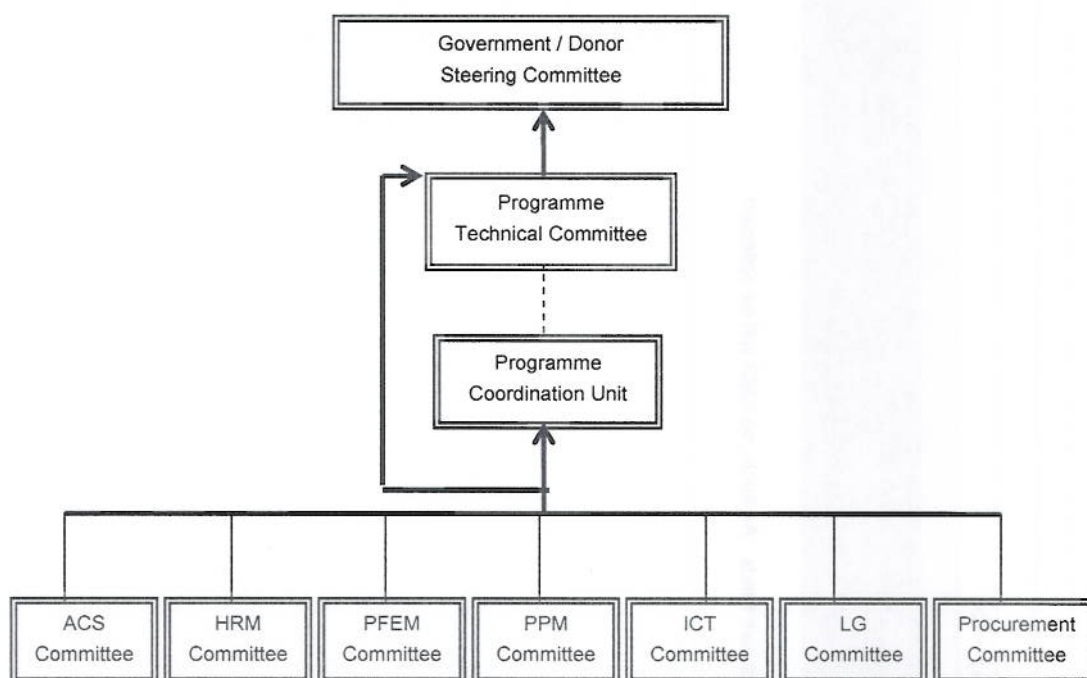 Government / Donor
Steering Committee
Programme
Technical Committee
Programme
Coordination Unit
ACS
Committee
HRM
Committee
PFEM
Committee
PPM
Committee
ICT
Committee
LG
Committee
Procurement
Committee